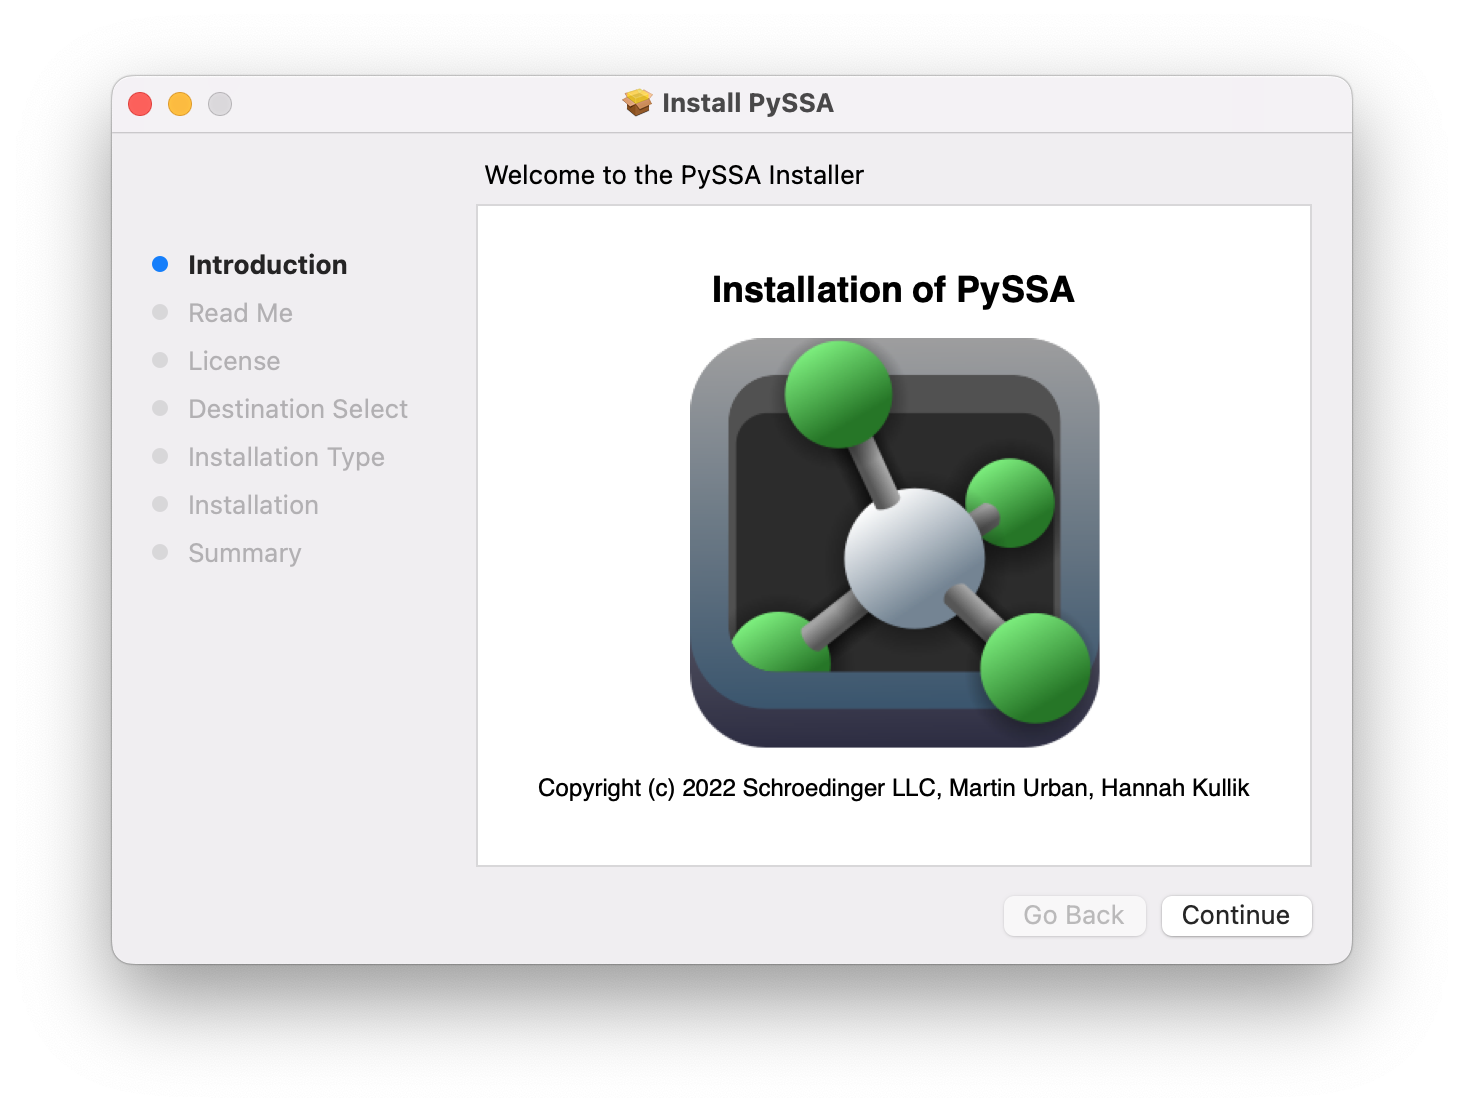 Install PySSA
Welcome to the PySSA Installer
Introduction
Read Me
License
Destination Select
Installation Type
Installation
Summary
Installation of PySSA
Copyright (c) 2022 Schroedinger LLC, Martin Urban, Hannah Kullik
Go Back
Continue